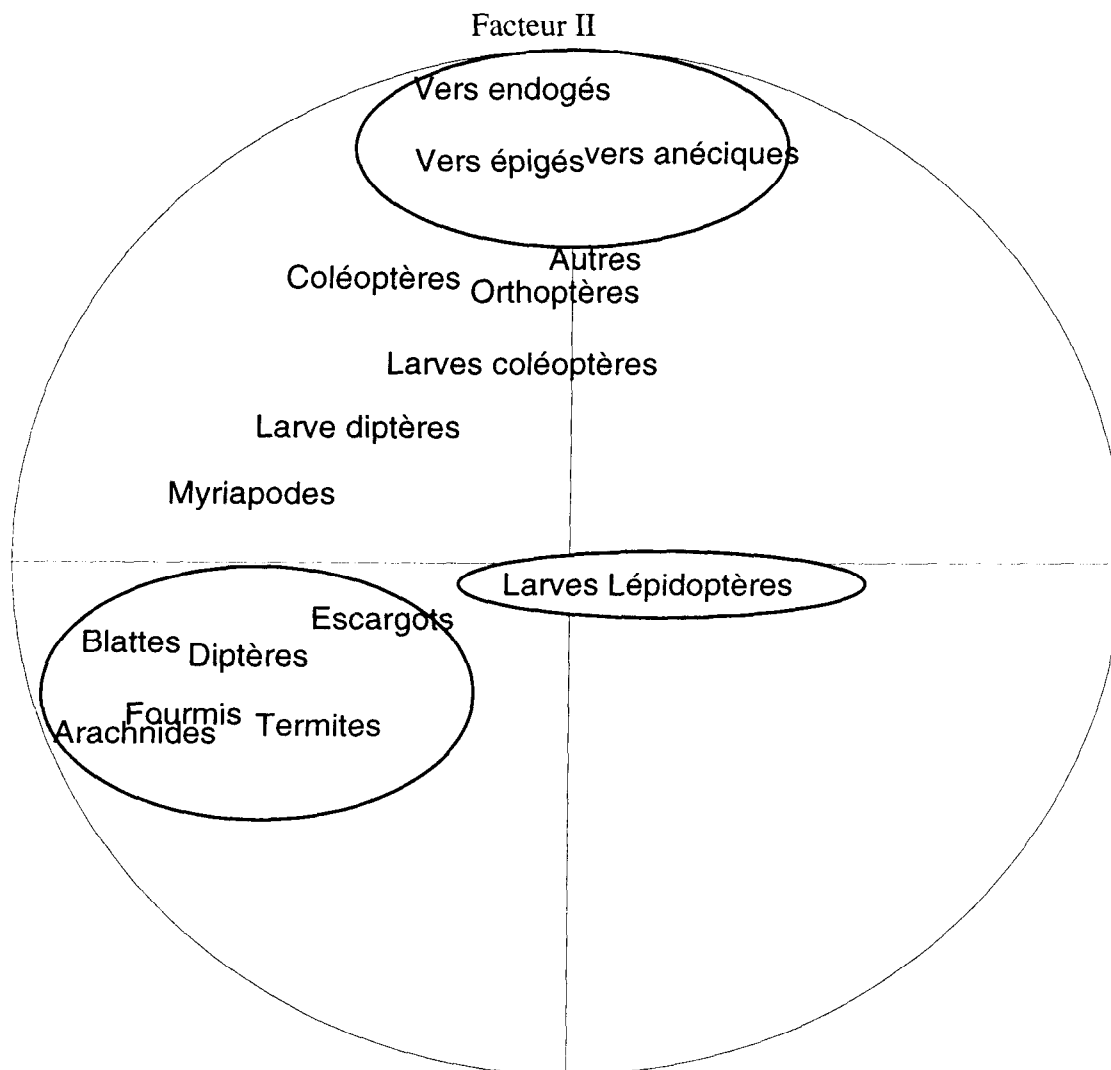 Facteur II
Vers endogés
Vers épigés
vers anéciques
Autres
Coléoptères
Orthoptères
Larves coléoptères
Larve diptères
Myriapodes
Larves Lépidoptères
Escargots
Blattes
Diptères
Fourmis
Termites
Arachnides